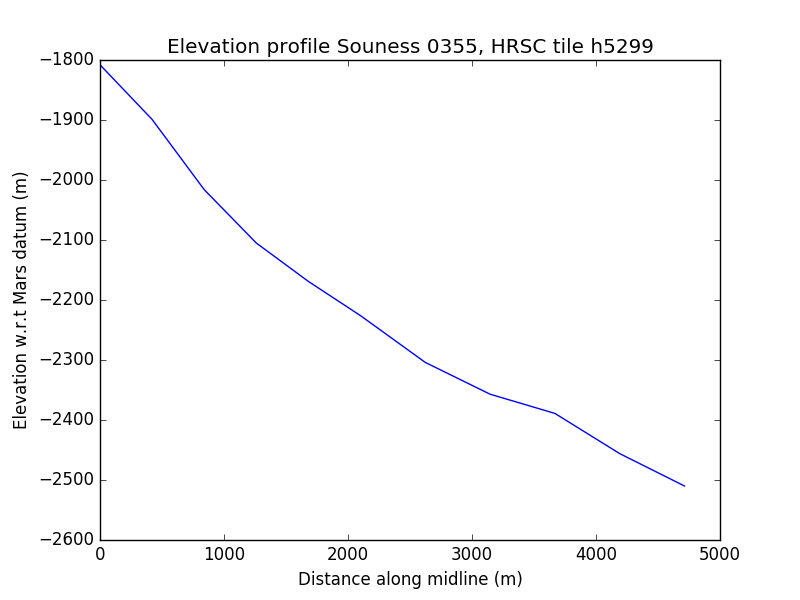 Elevation profile Souness 0355, HRSC tile h5299
−1800
−1900
−2000
−2100
−2200
−2300
−2400
−2500
−2600
Elevation w.r.t Mars datum (m)
0 1000 2000 3000 4000 5000
Distance along midline (m)